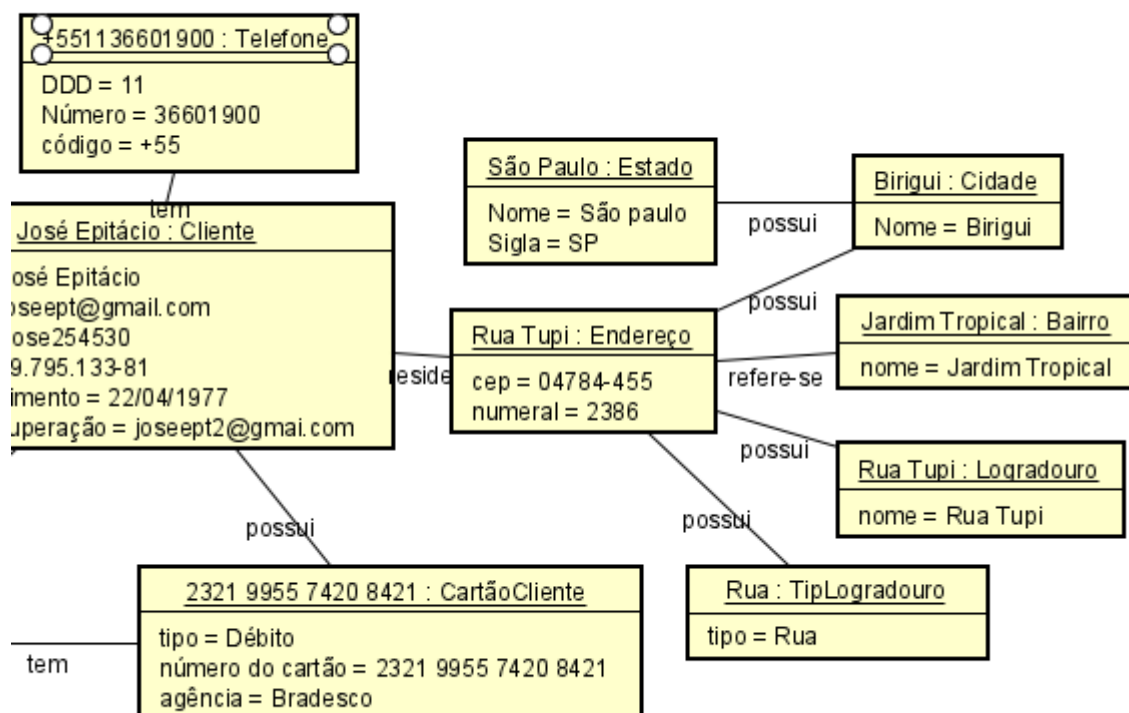 +551136601900 : Telefone
DDD = 11
Número = 36601900
código = +55
tem
José Epitácio : Cliente
osé Epitácio
oseept@gmail.com
ose254530
9.795.133-81
imento = 22/04/1977
uperação = joseept2@gmai.com
reside
São Paulo : Estado
Nome = São paulo
Sigla = SP
possui
Birigui : Cidade
Nome = Birigui
possui
Rua Tupi : Endereço
cep = 04784-455
numeral = 2386
refere-se
Jardim Tropical : Bairro
nome = Jardim Tropical
possui
Rua Tupi : Logradouro
nome = Rua Tupi
possui
Rua : TipLogradouro
tipo = Rua
possui
2321 9955 7420 8421 : CartãoCliente
tipo = Débito
número do cartão = 2321 9955 7420 8421
agência = Bradesco
tem